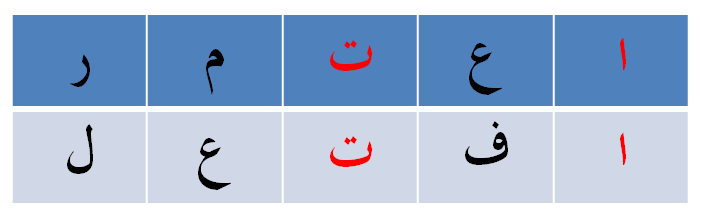 ا ع ت م ر
ا ف ت ع ل